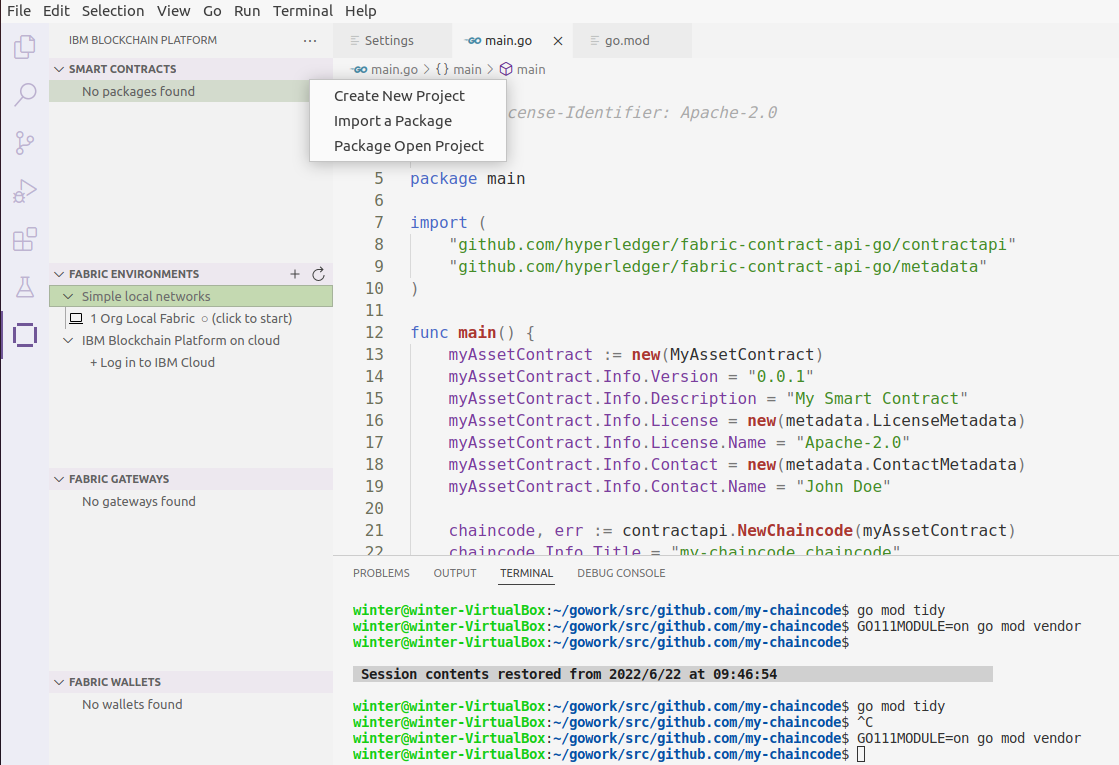 File Edit Selection View Go Run Terminal Help
IBM BLOCKCHAIN PLATFORM ...
SMART CONTRACTS
No packages found
FABRIC ENVIRONMENTS
Simple local networks
1 Org Local Fabric ○ (click to start)
IBM Blockchain Platform on cloud
+ Log in to IBM Cloud
FABRIC GATEWAYS
No gateways found
FABRIC WALLETS
No wallets found
Settings main.go × go.mod
main.go > {} main > main
Create New Project
Import a Package
Package Open Project
cense-Identifier: Apache-2.0
5 package main
6
7 import (
8 "github.com/hyperledger/fabric-contract-api-go/contractapi"
9 "github.com/hyperledger/fabric-contract-api-go/metadata"
10 )
11
12 func main() {
13 myAssetContract := new(MyAssetContract)
14 myAssetContract.Info.Version = "0.0.1"
15 myAssetContract.Info.Description = "My Smart Contract"
16 myAssetContract.Info.License = new(metadata.LicenseMetadata)
17 myAssetContract.Info.License.Name = "Apache-2.0"
18 myAssetContract.Info.Contact = new(metadata.ContactMetadata)
19 myAssetContract.Info.Contact.Name = "John Doe"
20
21 chaincode, err := contractapi.NewChaincode(myAssetContract)
22 chaincode.Info.Title = "my-chaincode chaincode"
PROBLEMS OUTPUT TERMINAL DEBUG CONSOLE
winter@winter-VirtualBox:~/gowork/src/github.com/my-chaincode$ go mod tidy
winter@winter-VirtualBox:~/gowork/src/github.com/my-chaincode$ GO111MODULE=on go mod vendor
winter@winter-VirtualBox:~/gowork/src/github.com/my-chaincode$
Session contents restored from 2022/6/22 at 09:46:54
winter@winter-VirtualBox:~/gowork/src/github.com/my-chaincode$ go mod tidy
winter@winter-VirtualBox:~/gowork/src/github.com/my-chaincode$ ^C
winter@winter-VirtualBox:~/gowork/src/github.com/my-chaincode$ GO111MODULE=on go mod vendor
winter@winter-VirtualBox:~/gowork/src/github.com/my-chaincode$